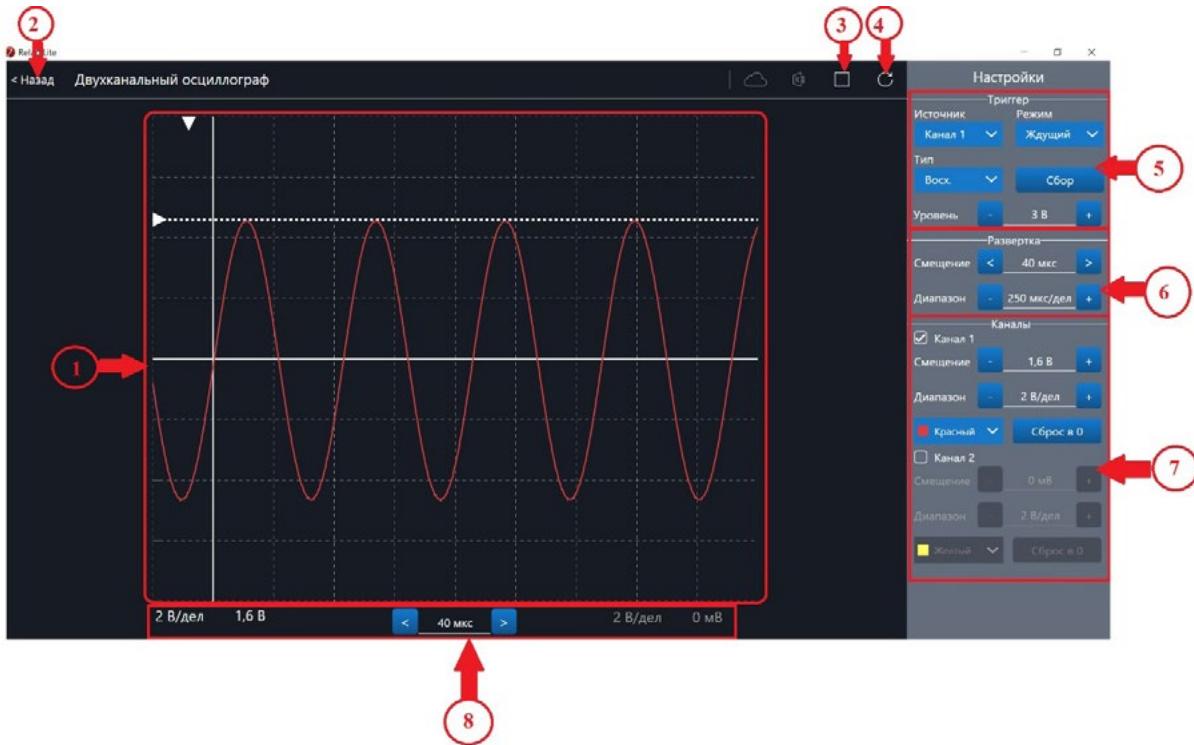 2
3
4
Relab Lite
< Назад
Двухканальный осциллограф
Настройки
Триггер
Источник
Режим
Канал 1
Ждущий
Тип
Восх.
Сбор
5
Уровень
-
3 В
+
Развертка
Смещение
<
40 мкс
>
Диапазон
-
250 мкс/дел
+
6
Каналы
Канал 1
Смещение
-
1,6 В
+
1
Диапазон
-
2 В/дел
+
Красный
Сброс в 0
Канал 2
7
Смещение
-
0 мВ
+
Диапазон
-
2 В/дел
+
Желтый
Сброс в 0
2 В/дел
1,6 В
<
40 мкс
>
2 В/дел
0 мВ
8